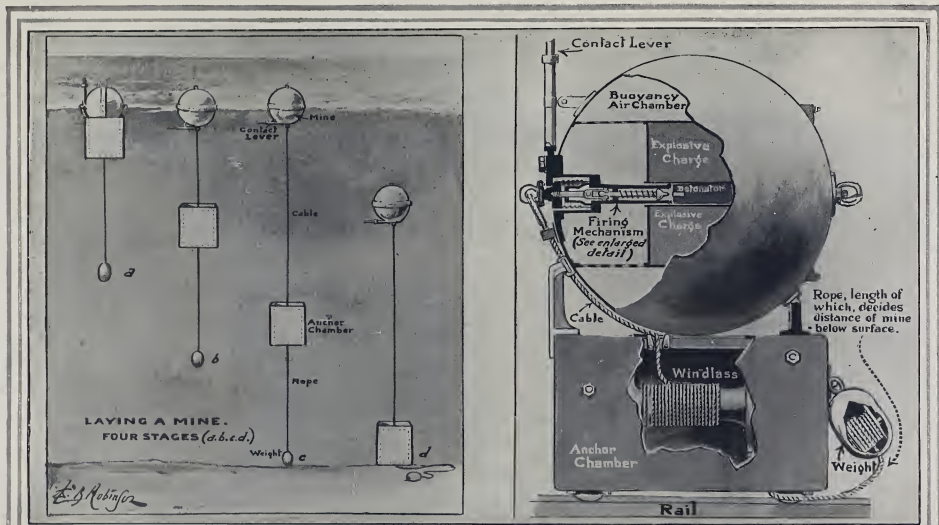 Mine
Contact
Lever
Cable
a
Anchor
Chamber
b
Rope
LAYING A MINE.
FOUR STAGES (a.b.c.d.)
Weight
c
d
Robinson
Contact Lever
Buoyancy
Air Chamber
Explosive
Charge
Detonator
Firing
Mechanism
(See enlarged
detail)
Explosive
Charge
Cable
Rope, length of
which, decides
distance of mine
below surface.
Windlass
Anchor
Chamber
Weight
Rail